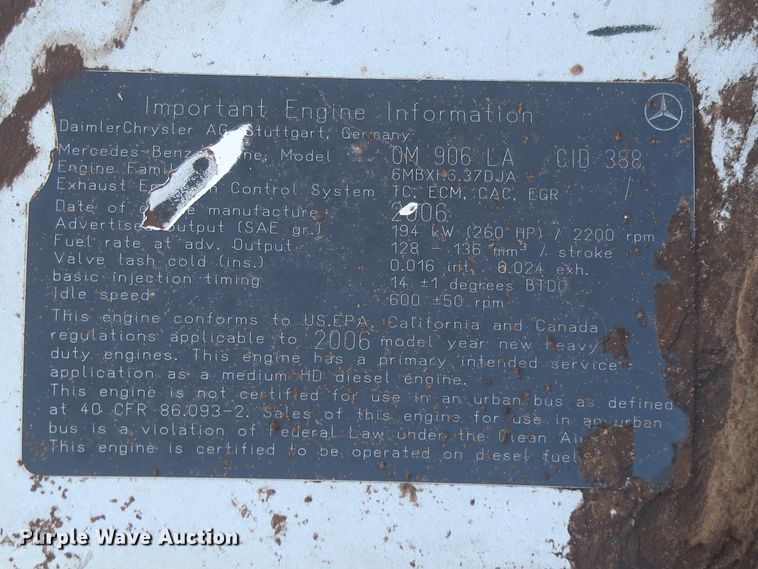 Important Engine Information
DaimlerChrysler AG, Stuttgart, Germany
Mercedes Benz Model OM 906 LA CID 388
Engine 6MBXH6.37DJA
Exhaust Control System TC, ECM, CAC, EGR
Date of manufacture 2006
Output (SAE gr.) 194 kW (260 HP) / 2200 rpm
Fuel rate at adv. Output 128 - 136 mm³ / stroke
Valve lash cold (ins.) 0.016 int. 0.024 exh.
basic injection timing 14 ±1 degrees BTDC
Idle speed 600 ±50 rpm
This engine conforms to US.EPA, California and Canada
regulations applicable to 2006 model year new heavy
duty engines. This engine has a primary intended service
application as a medium HD diesel engine.
This engine is not certified for use in an urban bus as defined
at 40 CFR 86.093-2. Sales of this engine for use in an urban
bus is a violation of Federal Law under the Clean Air
This engine is certified to be operated on diesel fuel
Purple Wave Auction